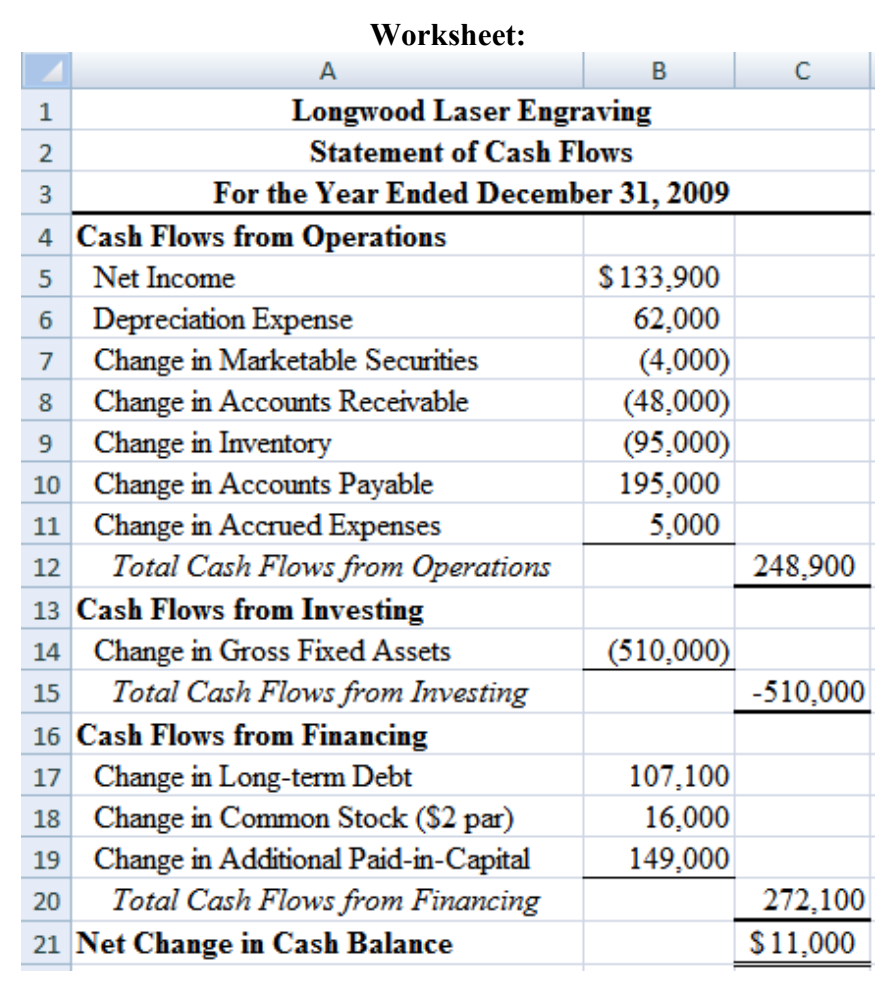 Worksheet:
A B C
1 Longwood Laser Engraving
2 Statement of Cash Flows
3 For the Year Ended December 31, 2009
4 Cash Flows from Operations
5 Net Income $ 133,900
6 Depreciation Expense 62,000
7 Change in Marketable Securities (4,000)
8 Change in Accounts Receivable (48,000)
9 Change in Inventory (95,000)
10 Change in Accounts Payable 195,000
11 Change in Accrued Expenses 5,000
12 Total Cash Flows from Operations 248,900
13 Cash Flows from Investing
14 Change in Gross Fixed Assets (510,000)
15 Total Cash Flows from Investing -510,000
16 Cash Flows from Financing
17 Change in Long-term Debt 107,100
18 Change in Common Stock ($2 par) 16,000
19 Change in Additional Paid-in-Capital 149,000
20 Total Cash Flows from Financing 272,100
21 Net Change in Cash Balance $ 11,000